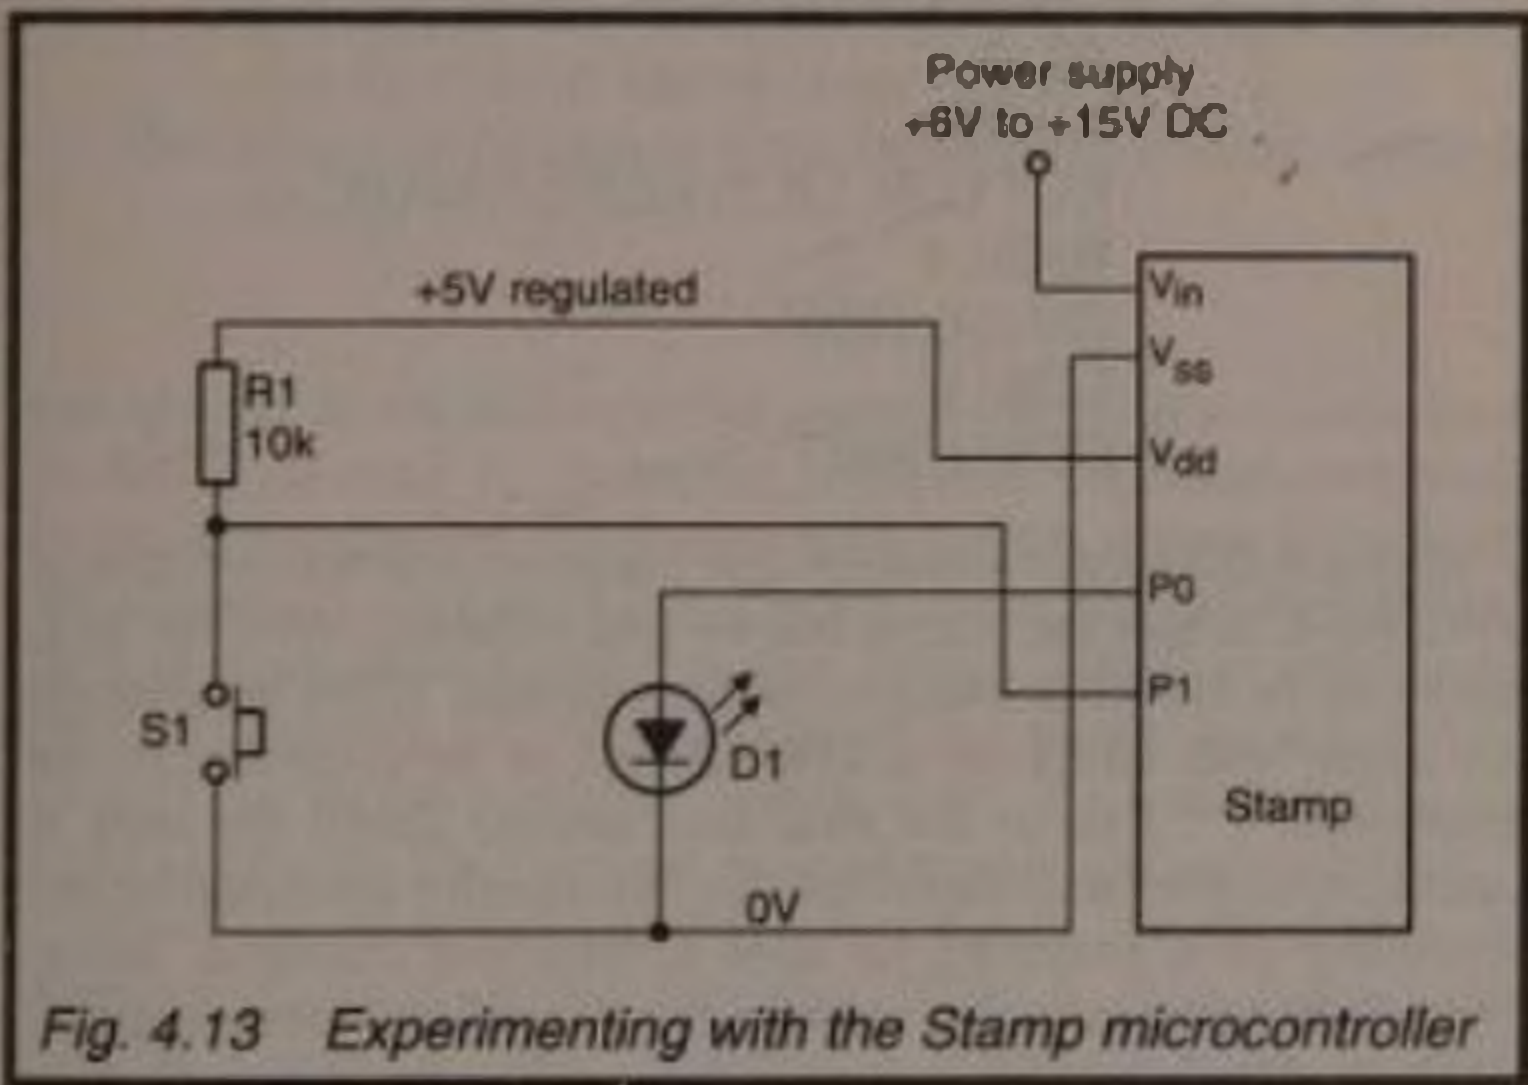 Power supply
+6V to +15V DC
+5V regulated
Vin
Vss
R1
10k
Vdd
P0
P1
S1
D1
Stamp
0V
Fig. 4.13 Experimenting with the Stamp microcontroller